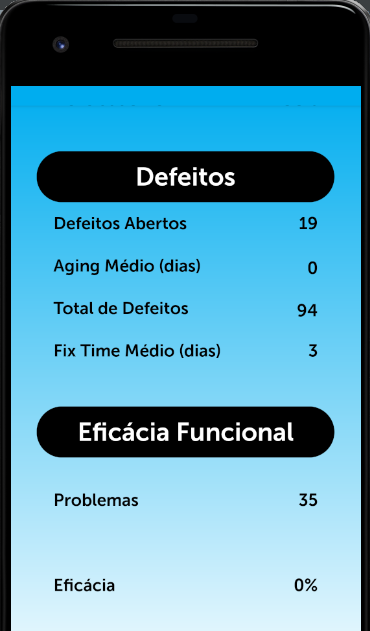 Defeitos
Defeitos Abertos 19
Aging Médio (dias) 0
Total de Defeitos 94
Fix Time Médio (dias) 3
Eficácia Funcional
Problemas 35
Eficácia 0%